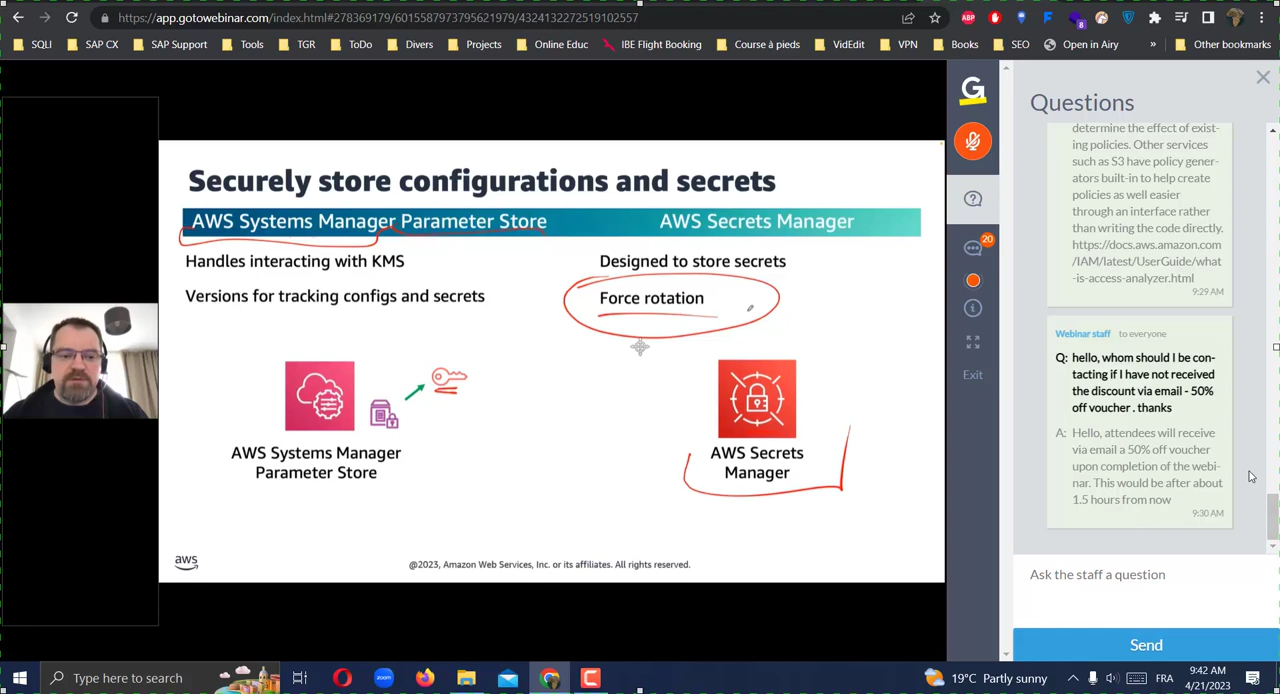 https://app.gotowebinar.com/index.html#278369179/601558797379562179/4324132272519102557
SQLI SAP CX SAP Support Tools TGR ToDo Divers Projects Online Educ IBE Flight Booking Course à pieds VidEdit VPN Books SEO Open in Airy » Other bookmarks
ABP
8
G
20
Exit
Securely store configurations and secrets
AWS Systems Manager Parameter Store AWS Secrets Manager
Handles interacting with KMS Designed to store secrets
Versions for tracking configs and secrets Force rotation
AWS Systems Manager
Parameter Store
AWS Secrets
Manager
aws
@2023, Amazon Web Services, Inc. or its affiliates. All rights reserved.
Questions
determine the effect of exist-
ing policies. Other services
such as S3 have policy gener-
ators built-in to help create
policies as well easier
through an interface rather
than writing the code directly.
https://docs.aws.amazon.com
/IAM/latest/UserGuide/what
-is-access-analyzer.html
9:29 AM
Webinar staff to everyone
Q: hello, whom should I be con-
tacting if I have not received
the discount via email - 50%
off voucher . thanks
A: Hello, attendees will receive
via email a 50% off voucher
upon completion of the webi-
nar. This would be after about
1.5 hours from now
9:30 AM
Ask the staff a question
Send
Type here to search
zoom
19°C Partly sunny
FRA
9:42 AM
4/21/2023